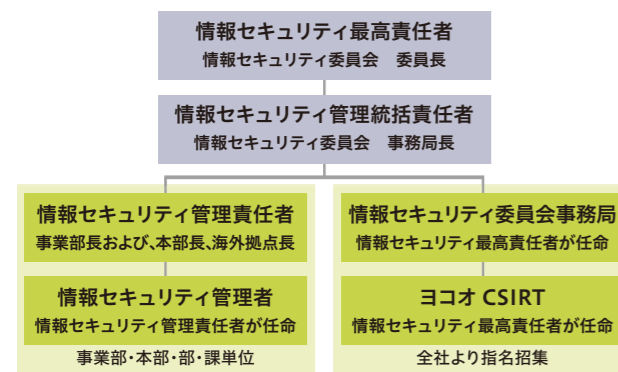 情報セキュリティ最高責任者
情報セキュリティ委員会　委員長
情報セキュリティ管理統括責任者
情報セキュリティ委員会　事務局長
情報セキュリティ管理責任者
事業部長および、本部長、海外拠点長
情報セキュリティ管理者
情報セキュリティ管理責任者が任命
事業部・本部・部・課単位
情報セキュリティ委員会事務局
情報セキュリティ最高責任者が任命
ヨコオ CSIRT
情報セキュリティ最高責任者が任命
全社より指名招集